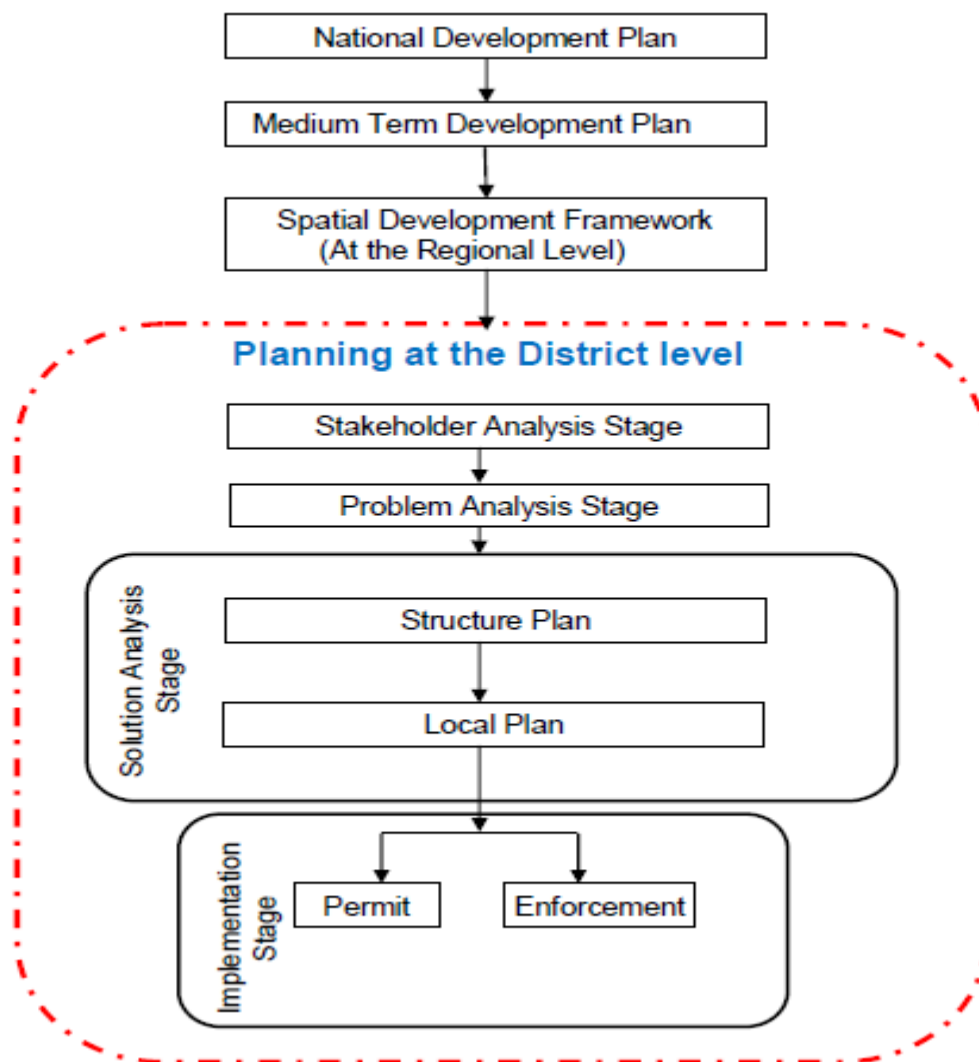 National Development Plan
Medium Term Development Plan
Spatial Development Framework
(At the Regional Level)
Planning at the District level
Stakeholder Analysis Stage
Problem Analysis Stage
Solution Analysis
Stage
Structure Plan
Local Plan
Implementation
Stage
Permit
Enforcement